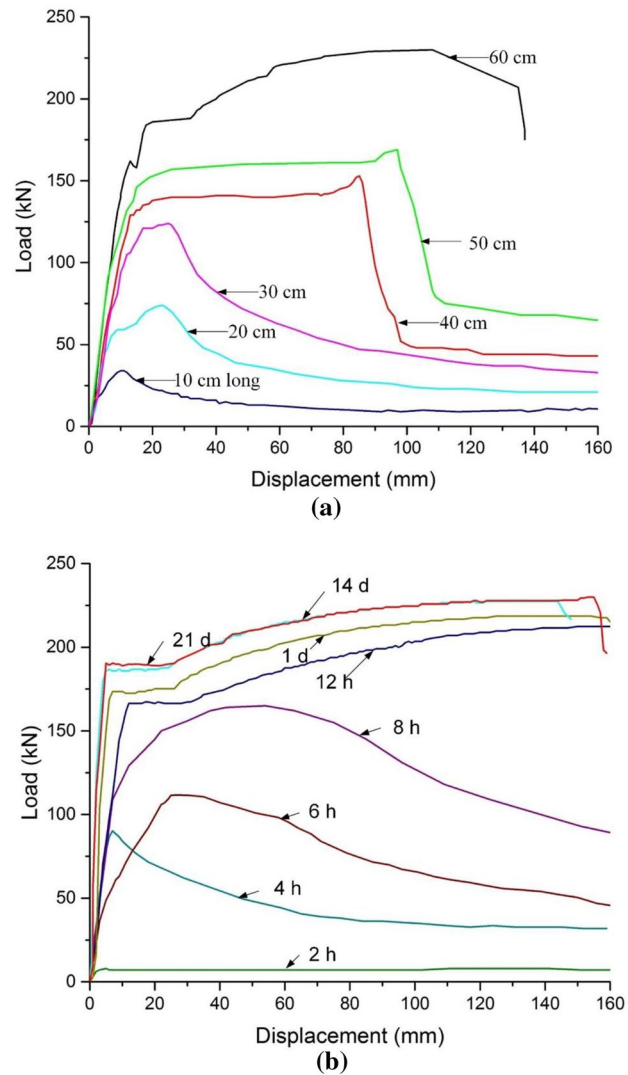 250
200
150
100
50
0
Load (kN)
60 cm
50 cm
40 cm
30 cm
20 cm
10 cm long
0 20 40 60 80 100 120 140 160
Displacement (mm)
(a)
250
200
150
100
50
0
Load (kN)
14 d
21 d
1 d
12 h
8 h
6 h
4 h
2 h
0 20 40 60 80 100 120 140 160
Displacement (mm)
(b)